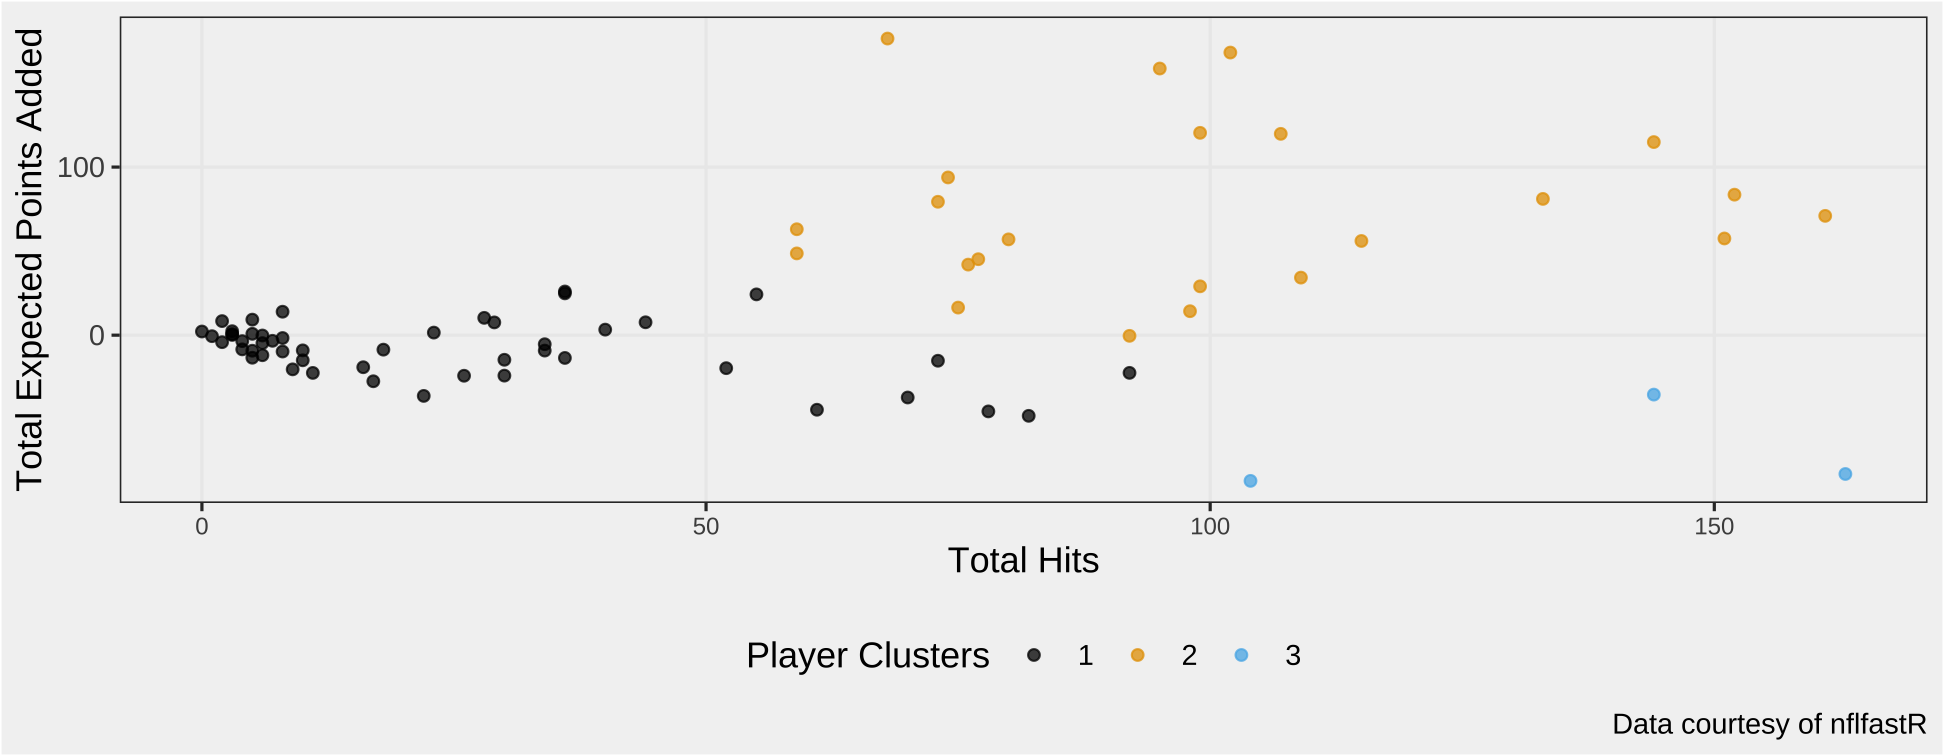 Total Expected Points Added
100
0
0 50 100 150
Total Hits
Player Clusters 1 2 3
Data courtesy of nflfastR